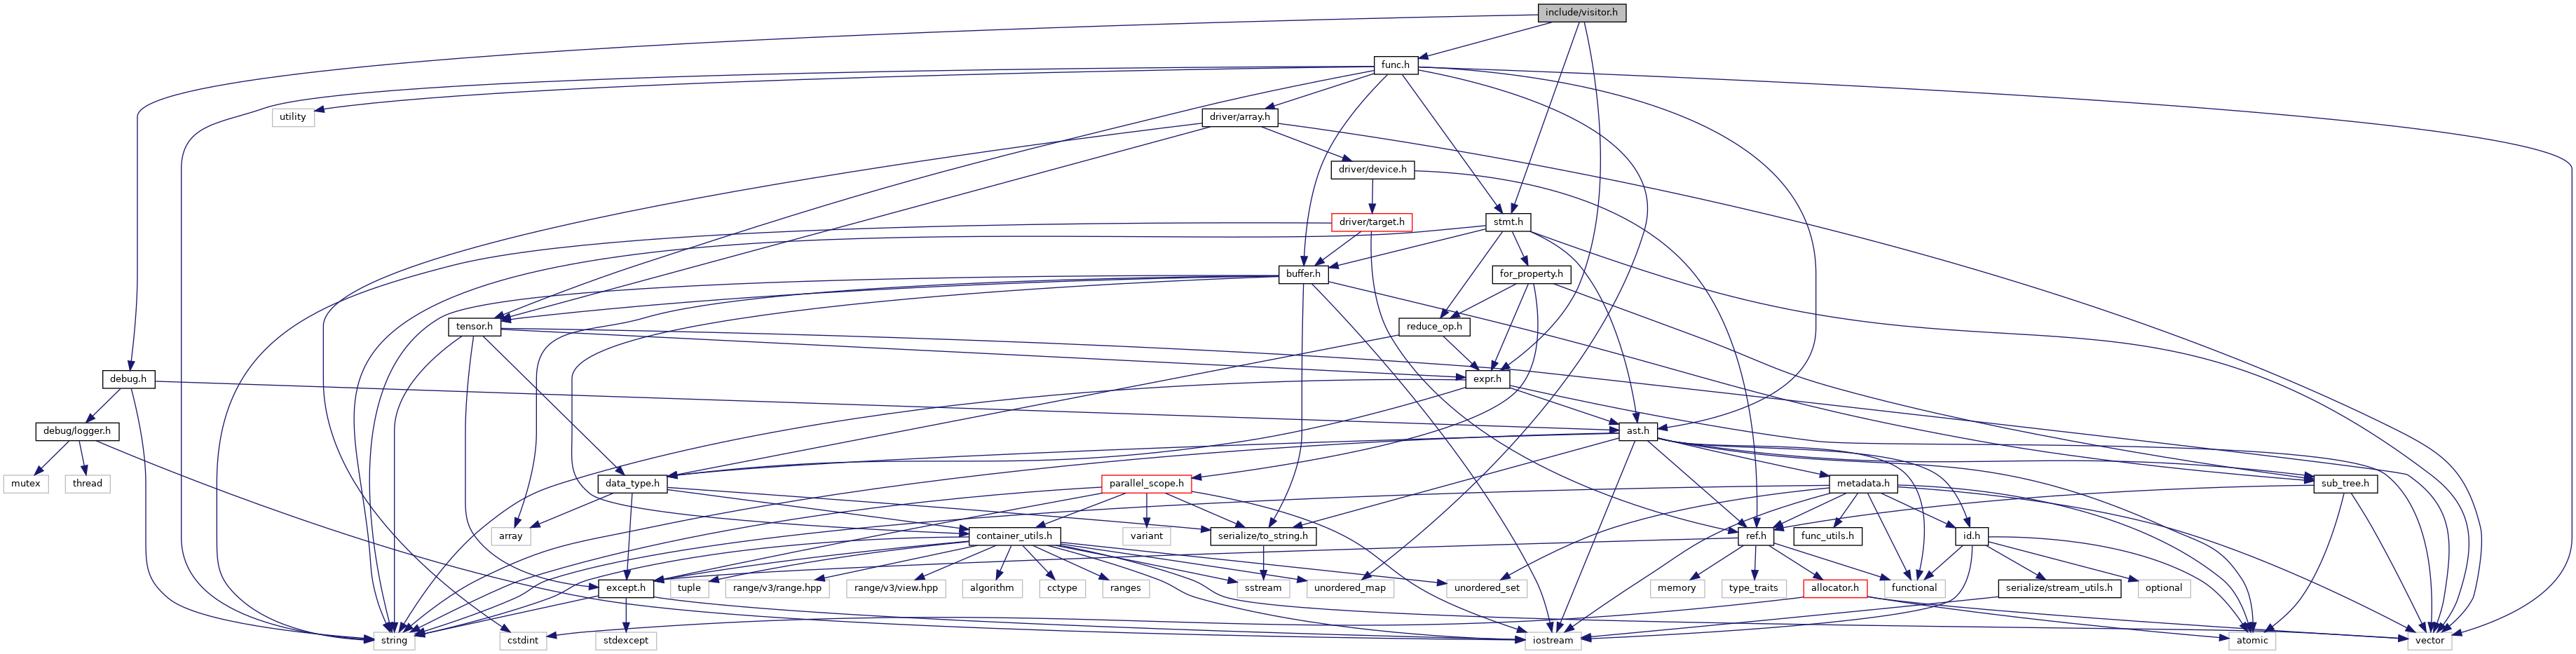 include/visitor.h
func.h
utility
driver/array.h
driver/device.h
driver/target.h
stmt.h
buffer.h
for_property.h
tensor.h
reduce_op.h
debug.h
expr.h
debug/logger.h
ast.h
mutex
thread
data_type.h
parallel_scope.h
metadata.h
sub_tree.h
array
container_utils.h
variant
serialize/to_string.h
ref.h
func_utils.h
id.h
except.h
tuple
range/v3/range.hpp
range/v3/view.hpp
algorithm
cctype
ranges
sstream
unordered_map
unordered_set
memory
type_traits
allocator.h
functional
serialize/stream_utils.h
optional
string
cstdint
stdexcept
iostream
atomic
vector